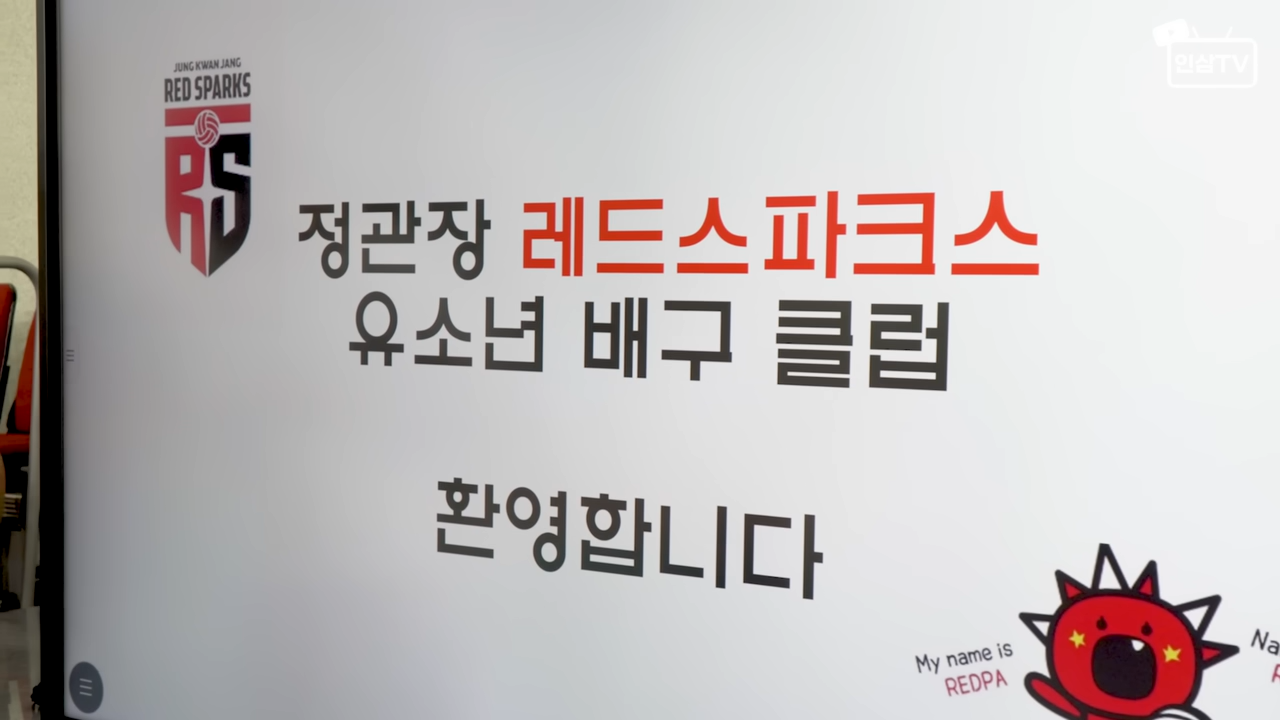 인삼TV
JUNG KWAN JANG
RED SPARKS
RS
정관장 레드스파크스
유소년 배구 클럽
환영합니다
My name is
REDPA
Na